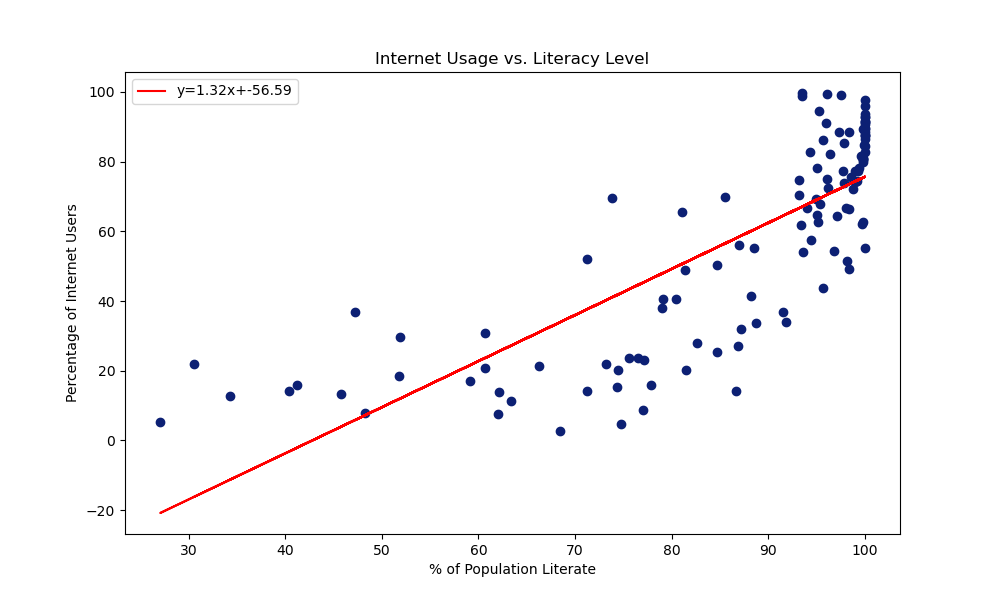 Internet Usage vs. Literacy Level
y=1.32x+-56.59
Percentage of Internet Users
100
80
60
40
20
0
−20
30 40 50 60 70 80 90 100
% of Population Literate